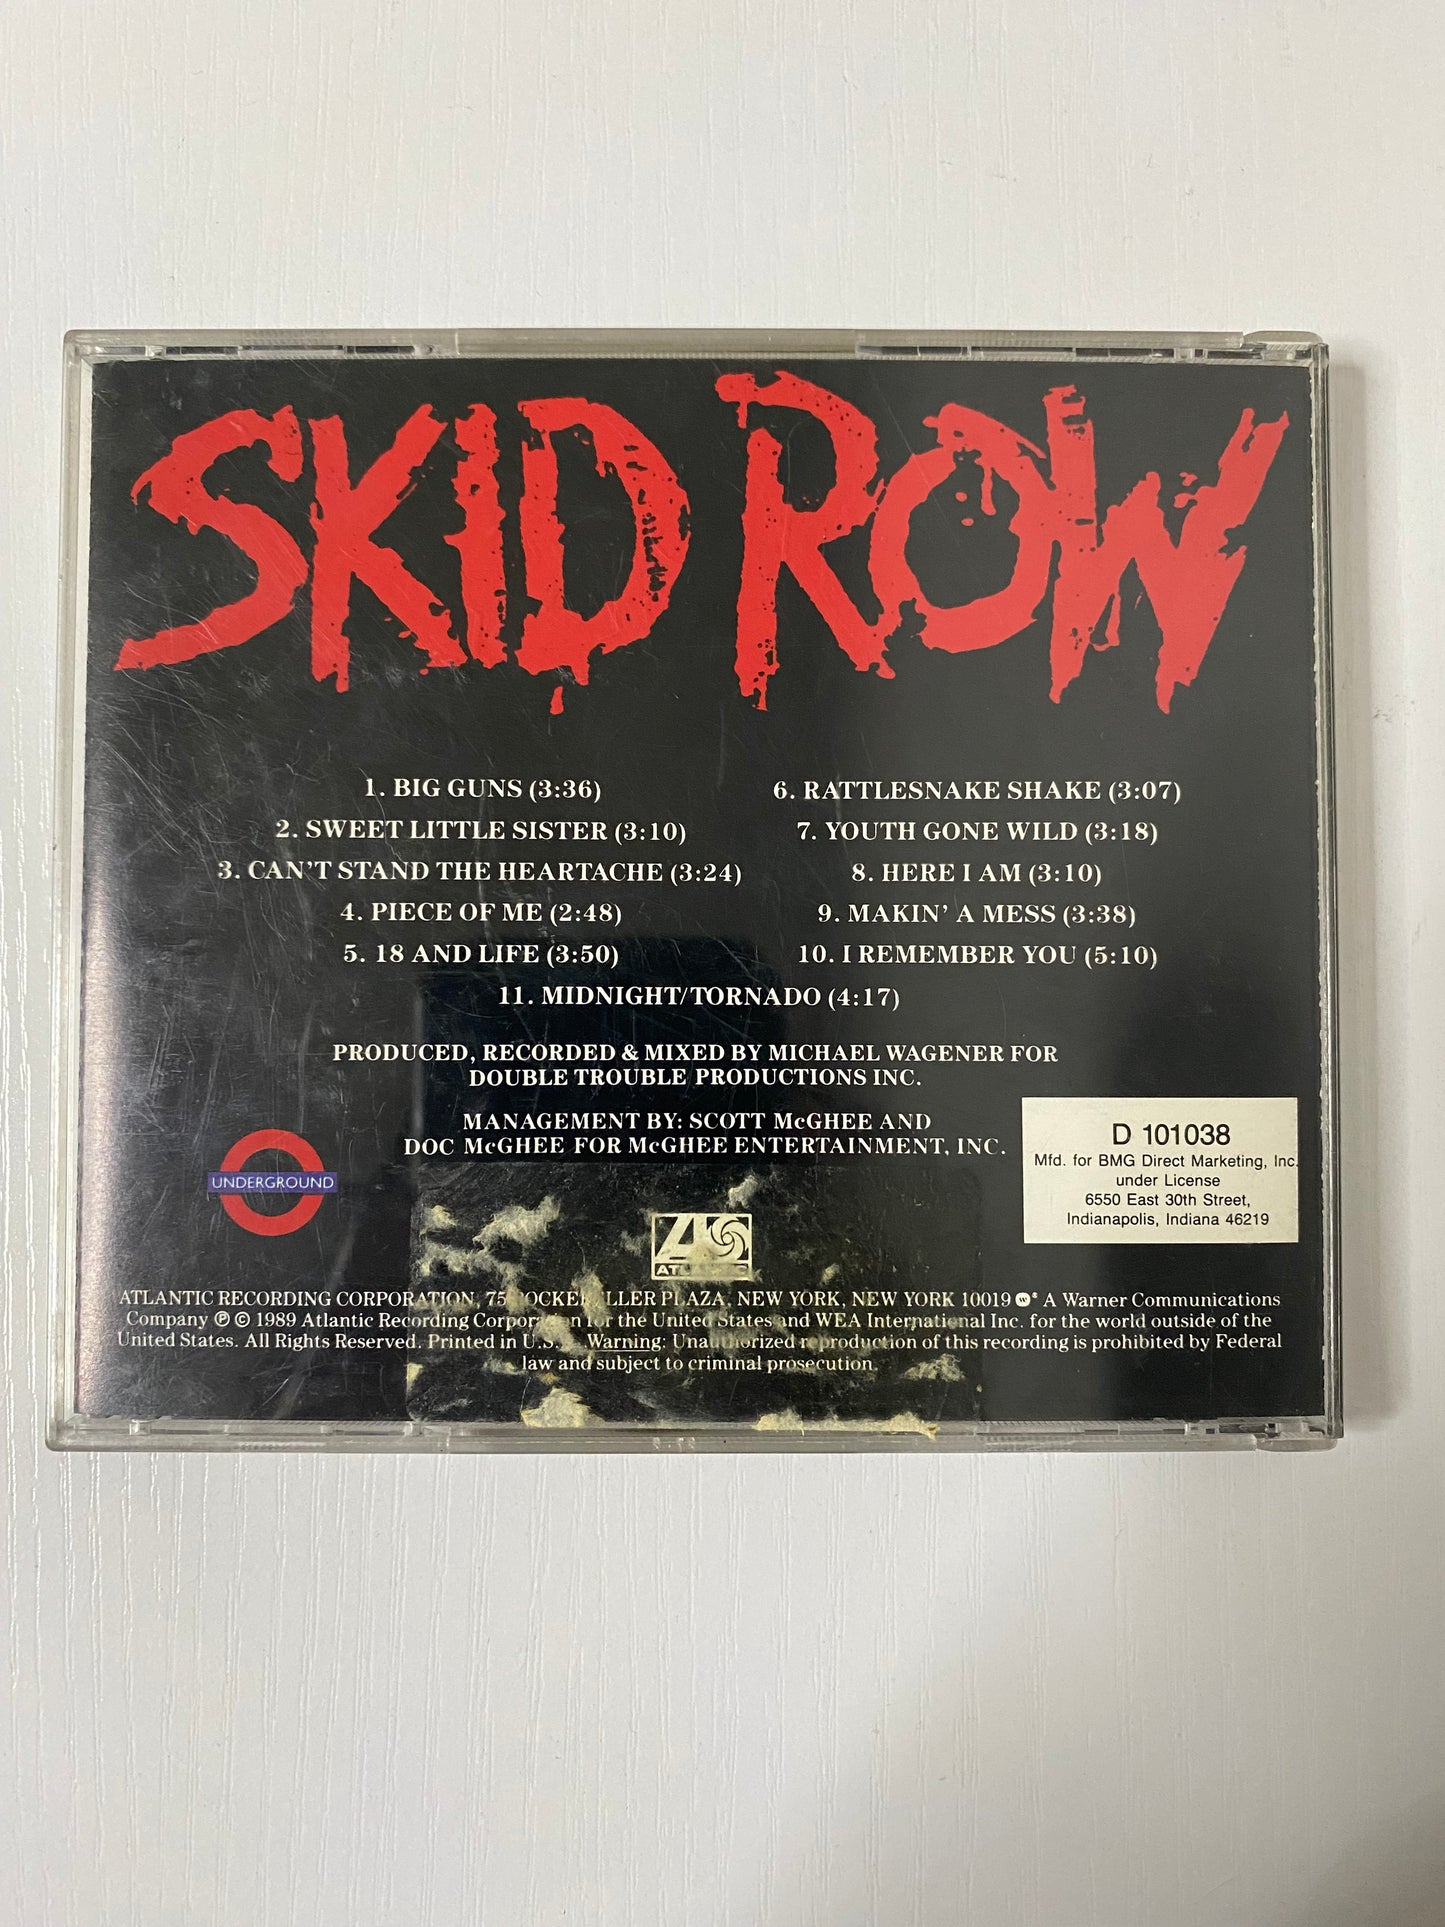 SKID ROW
1. BIG GUNS (3:36)
2. SWEET LITTLE SISTER (3:10)
3. CAN'T STAND THE HEARTACHE (3:24)
4. PIECE OF ME (2:48)
5. 18 AND LIFE (3:50)
6. RATTLESNAKE SHAKE (3:07)
7. YOUTH GONE WILD (3:18)
8. HERE I AM (3:10)
9. MAKIN' A MESS (3:38)
10. I REMEMBER YOU (5:10)
11. MIDNIGHT/TORNADO (4:17)
PRODUCED, RECORDED & MIXED BY MICHAEL WAGENER FOR
DOUBLE TROUBLE PRODUCTIONS INC.
MANAGEMENT BY: SCOTT McGHEE AND
DOC McGHEE FOR McGHEE ENTERTAINMENT, INC.
UNDERGROUND
ATLANTIC
D 101038
Mfd. for BMG Direct Marketing, Inc.
under License
6550 East 30th Street,
Indianapolis, Indiana 46219
ATLANTIC RECORDING CORPORATION, 75 ROCKEFELLER PLAZA, NEW YORK, NEW YORK 10019 A Warner Communications
Company ℗ © 1989 Atlantic Recording Corporation for the United States and WEA International Inc. for the world outside of the
United States. All Rights Reserved. Printed in U.S. Warning: Unauthorized reproduction of this recording is prohibited by Federal
law and subject to criminal prosecution.